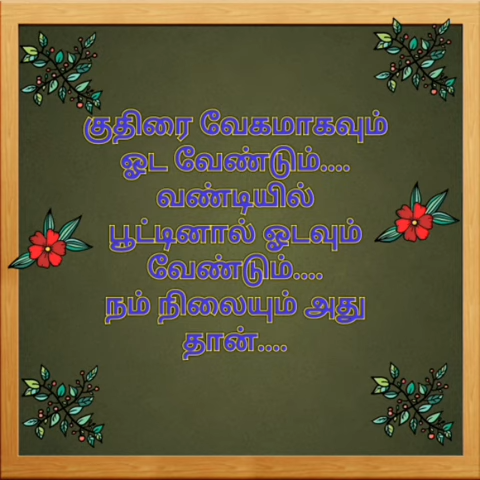 குதிரை வேகமாகவும்
ஓட வேண்டும்....
வண்டியில்
பூட்டினால் ஓடவும்
வேண்டும்....
நம் நிலையும் அது
தான்....